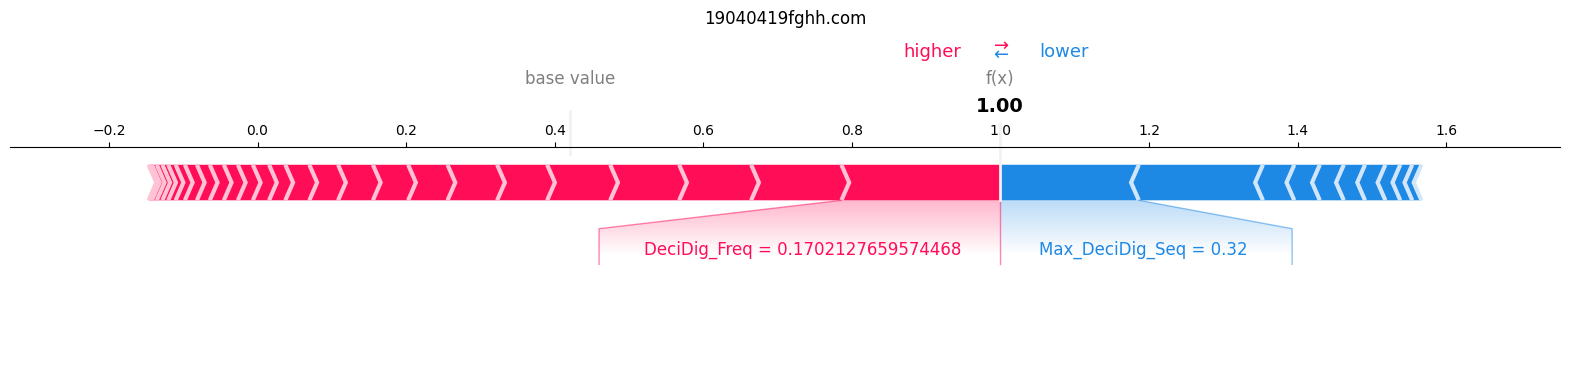 19040419fghh.com
higher ⇄ lower
base value f(x)
1.00
−0.2 0.0 0.2 0.4 0.6 0.8 1.0 1.2 1.4 1.6
DeciDig_Freq = 0.1702127659574468 Max_DeciDig_Seq = 0.32